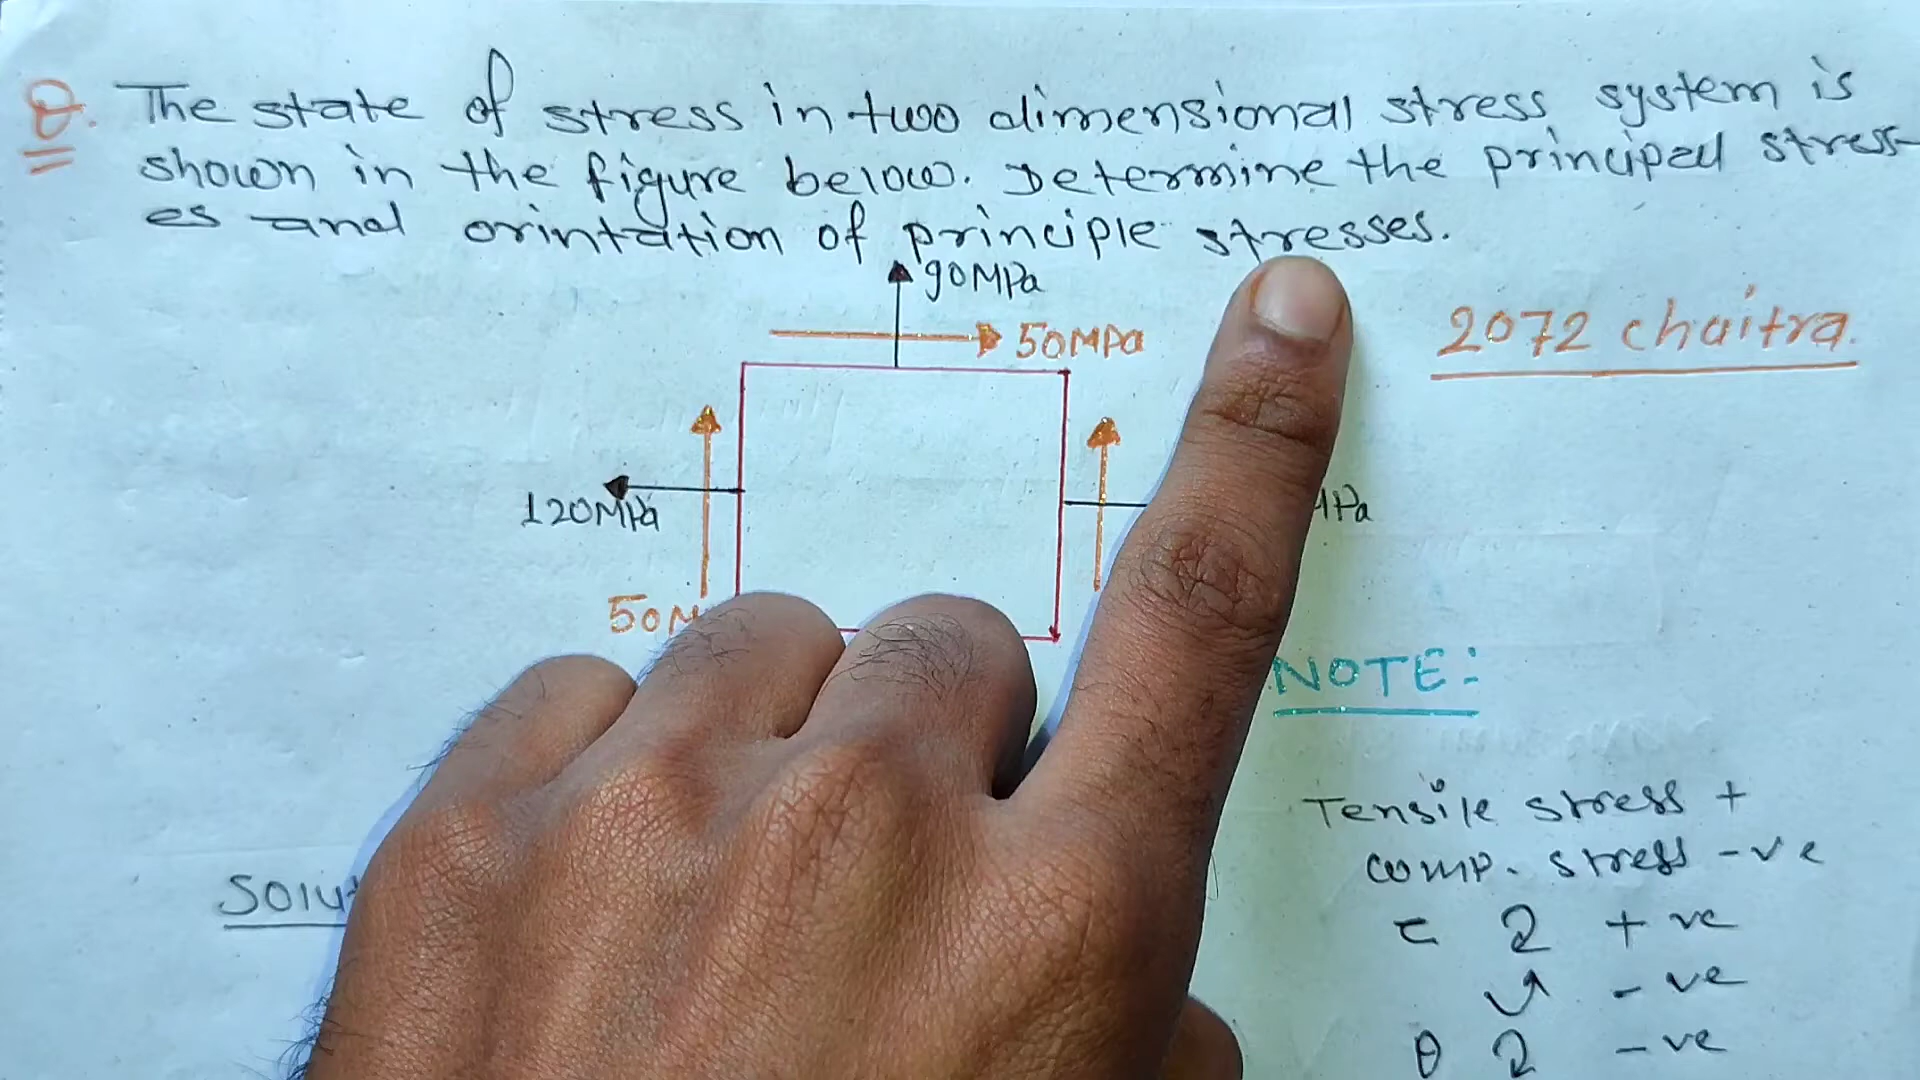 Q. The state of stress in two dimensional stress system is
shown in the figure below. Determine the principal stress-
es and orintation of principle stresses.
90MPa
50MPa
2072 chaitra.
120MPa
MPa
50M
NOTE:
Tensile stress +
comp. stress -ve
τ + ve
- ve
θ - ve